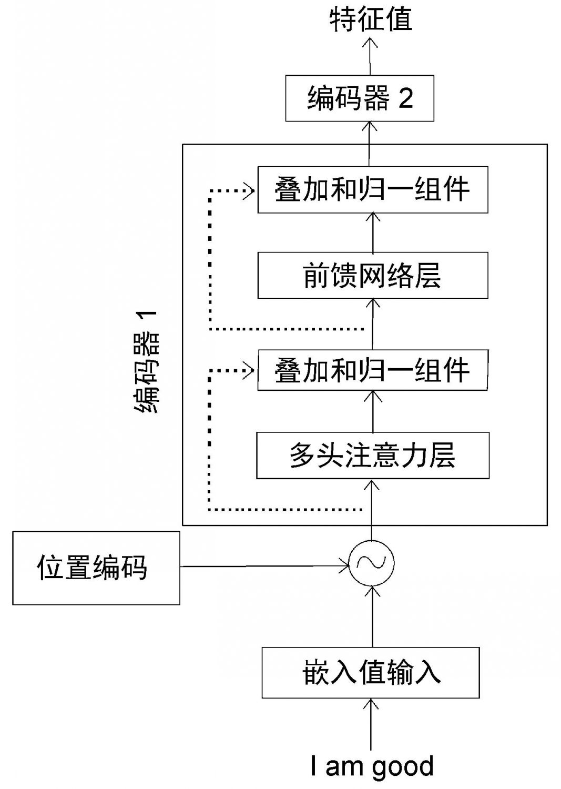 特征值
编码器 2
叠加和归一组件
前馈网络层
编码器 1
叠加和归一组件
多头注意力层
位置编码
嵌入值输入
I am good